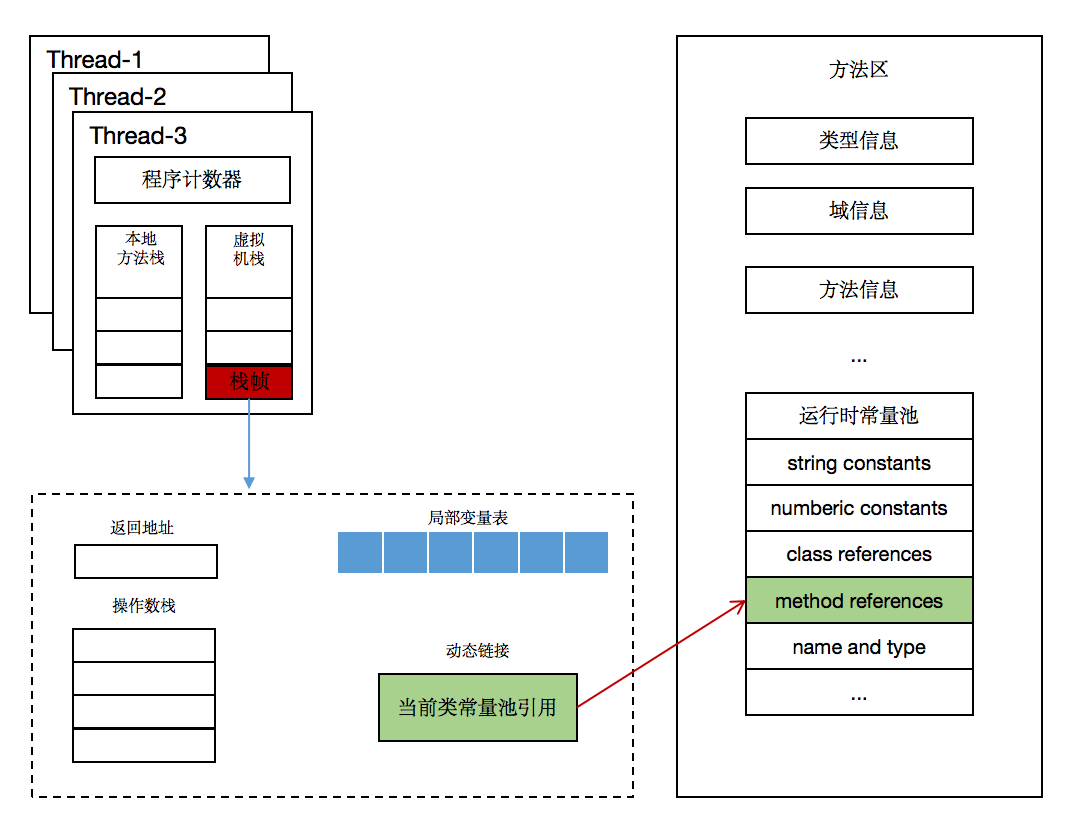 Thread-1
Thread-2
Thread-3
程序计数器
本地
方法栈
虚拟
机栈
栈帧
返回地址
局部变量表
操作数栈
动态链接
当前类常量池引用
方法区
类型信息
域信息
方法信息
...
运行时常量池
string constants
numberic constants
class references
method references
name and type
...